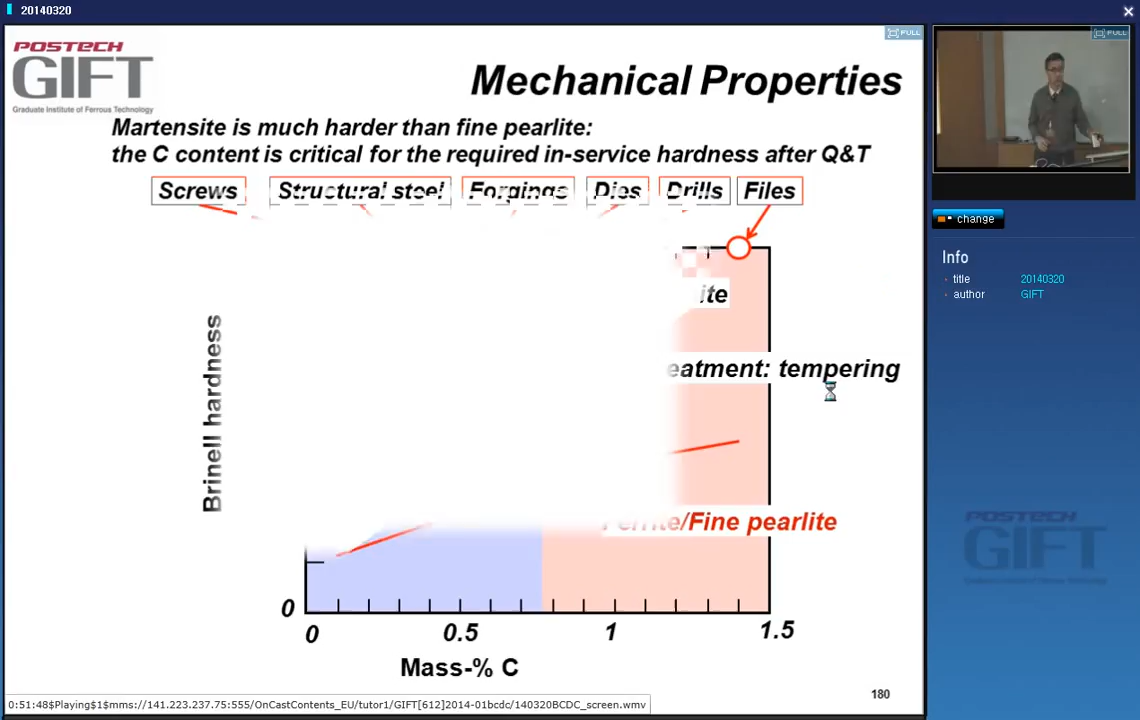 20140320
POSTECH
GIFT
Graduate Institute of Ferrous Technology
FULL
Mechanical Properties
Martensite is much harder than fine pearlite:
the C content is critical for the required in-service hardness after Q&T
Screws Structural steel Forgings Dies Drills Files
ite
eatment: tempering
Brinell hardness
Ferrite/Fine pearlite
0
0 0.5 1 1.5
Mass-% C
180
0:51:48$Playing$1$mms://141.223.237.75:555/OnCastContents_EU/tutor1/GIFT[612]2014-01bcdc/140320BCDC_screen.wmv
FULL
change
Info
title 20140320
author GIFT
POSTECH
GIFT